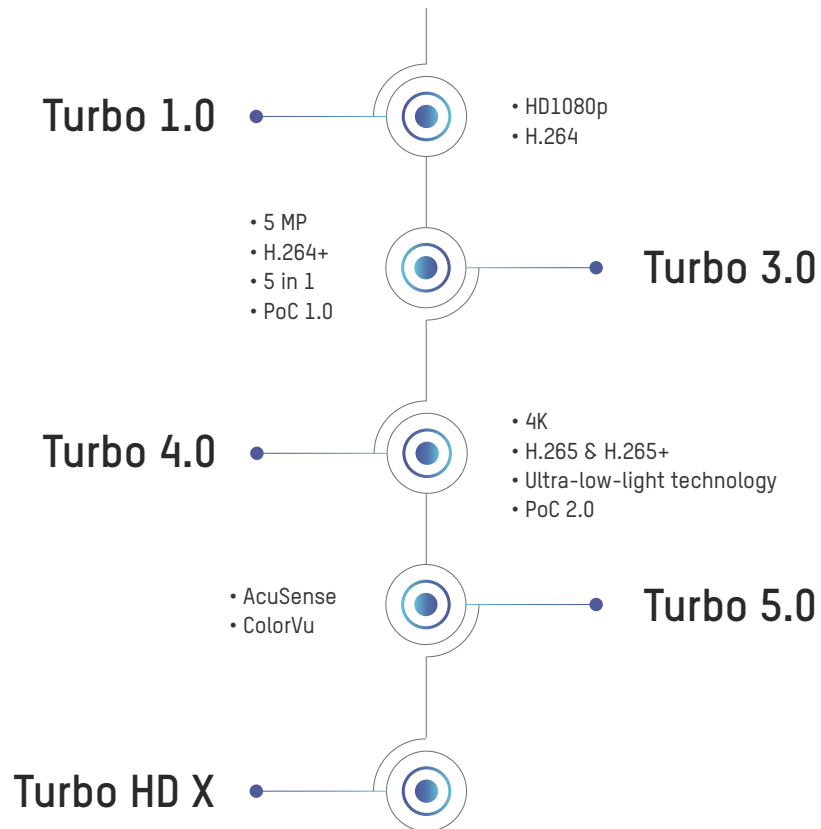 Turbo 1.0
• HD1080p
• H.264
• 5 MP
• H.264+
• 5 in 1
• PoC 1.0
Turbo 3.0
Turbo 4.0
• 4K
• H.265 & H.265+
• Ultra-low-light technology
• PoC 2.0
• AcuSense
• ColorVu
Turbo 5.0
Turbo HD X